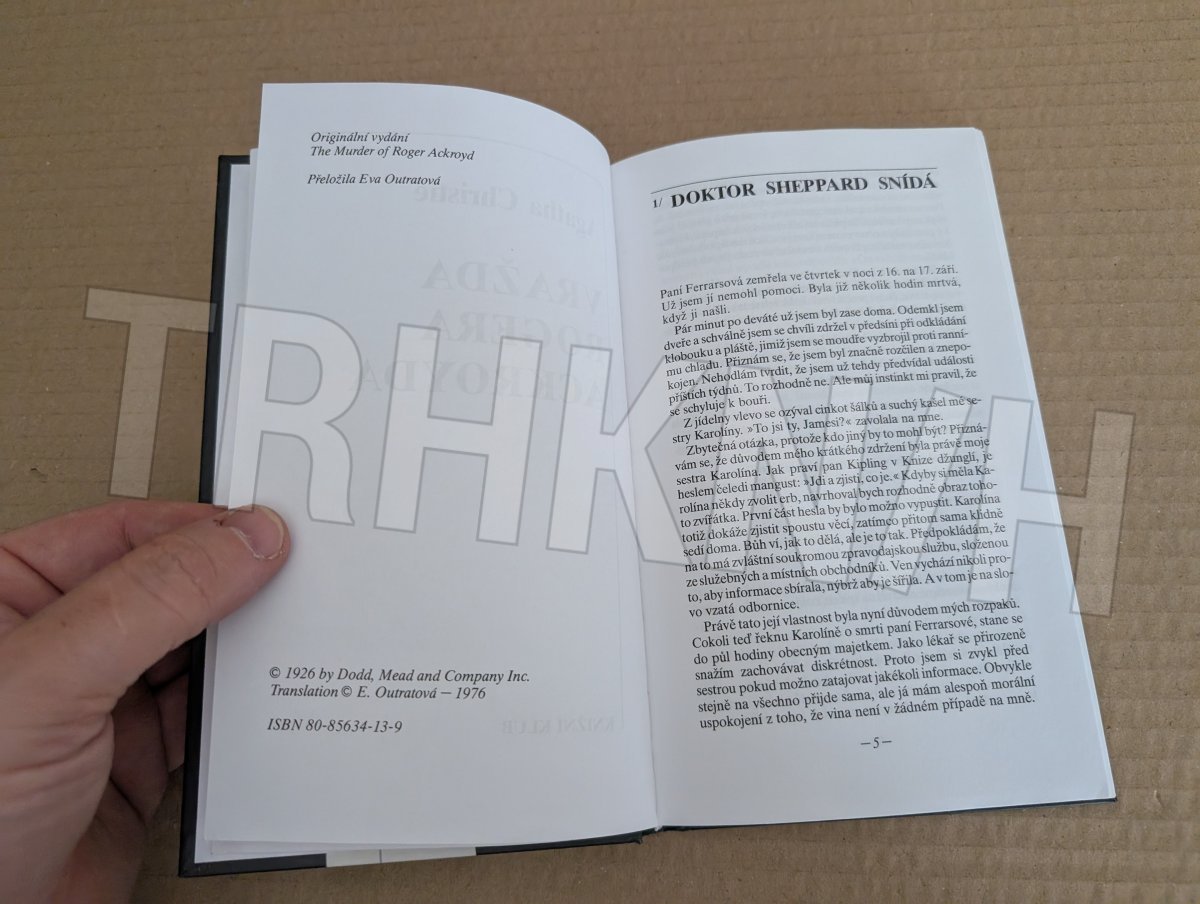 Originální vydání
The Murder of Roger Ackroyd
Přeložila Eva Outratová
Agatha Christie
VRAŽDA
ROGERA
ACKROYDA
KNIŽNÍ KLUB
© 1926 by Dodd, Mead and Company Inc.
Translation © E. Outratová — 1976
ISBN 80-85634-13-9
1/ DOKTOR SHEPPARD SNÍDÁ
Paní Ferrarsová zemřela ve čtvrtek v noci z 16. na 17. září.
Už jsem jí nemohl pomoci. Byla již několik hodin mrtvá,
když ji našli.
Pár minut po deváté už jsem byl zase doma. Odemkl jsem
dveře a schválně jsem se chvíli zdržel v předsíni při odkládání
klobouku a pláště, jimiž jsem se moudře vyzbrojil proti ranní-
mu chladu. Přiznám se, že jsem byl značně rozčilen a znepo-
kojen. Nehodlám tvrdit, že jsem už tehdy předvídal události
příštích týdnů. To rozhodně ne. Ale můj instinkt mi pravil, že
se schyluje k bouři.
Z jídelny vlevo se ozýval cinkot šálků a suchý kašel mé se-
stry Karolíny. »To jsi ty, Jamesi?« zavolala na mne.
Zbytečná otázka, protože kdo jiný by to mohl být? Přizná-
vám se, že důvodem mého krátkého zdržení byla právě moje
sestra Karolína. Jak praví pan Kipling v Knize džunglí, je
heslem čeledi mangust: »Jdi a zjisti, co je.« Kdyby si měla Ka-
rolína někdy zvolit erb, navrhoval bych rozhodně obraz toho-
to zvířátka. První část hesla by bylo možno vypustit. Karolína
totiž dokáže zjistit spoustu věcí, zatímco přitom sama klidně
sedí doma. Bůh ví, jak to dělá, ale je to tak. Předpokládám, že
na to má zvláštní soukromou zpravodajskou službu, složenou
ze služebných a místních obchodníků. Ven vychází nikoli pro-
to, aby informace sbírala, nýbrž aby je šířila. A v tom je na slo-
vo vzatá odbornice.
Právě tato její vlastnost byla nyní důvodem mých rozpaků.
Cokoli teď řeknu Karolíně o smrti paní Ferrarsové, stane se
do půl hodiny obecným majetkem. Jako lékař se přirozeně
snažím zachovávat diskrétnost. Proto jsem si zvykl před
sestrou pokud možno zatajovat jakékoli informace. Obvykle
stejně na všechno přijde sama, ale já mám alespoň morální
uspokojení z toho, že vina není v žádném případě na mně.
— 5 —
TRHKNIH